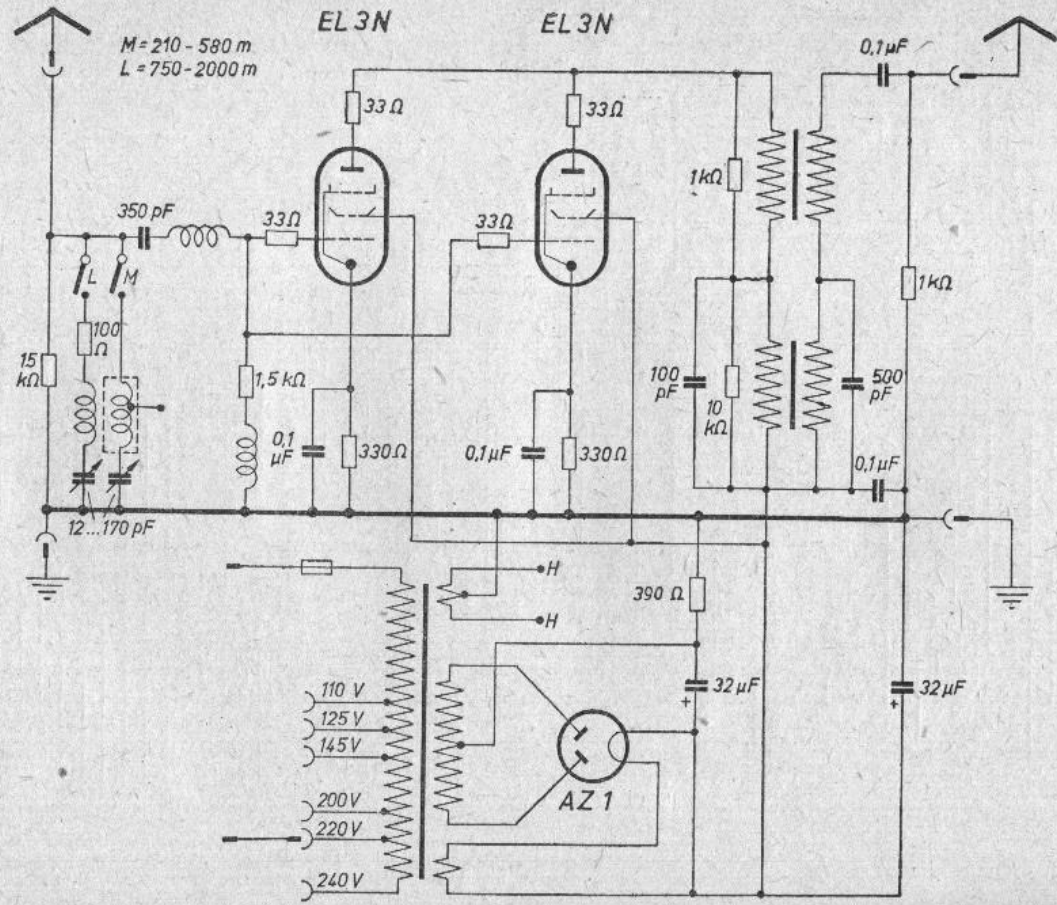 EL 3N
EL 3N
M = 210 - 580 m
L = 750 - 2000 m
0,1 µF
33 Ω
33 Ω
1 kΩ
350 pF
33 Ω
33 Ω
L
M
1 kΩ
100
Ω
15
kΩ
1,5 kΩ
100
pF
10
kΩ
500
pF
0,1
µF
330 Ω
0,1 µF
330 Ω
0,1 µF
12...170 pF
H
H
390 Ω
32 µF
+
32 µF
+
110 V
125 V
145 V
200 V
220 V
240 V
AZ 1